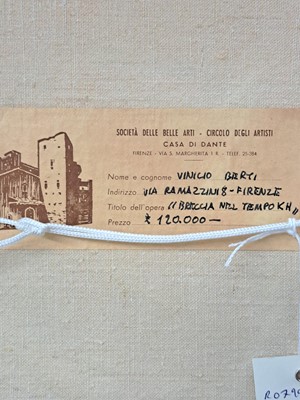 SOCIETÀ DELLE BELLE ARTI - CIRCOLO DEGLI ARTISTI
CASA DI DANTE
FIRENZE - VIA S. MARGHERITA 1 R - TELEF. 21-184
Nome e cognome VINICIO BERTI
Indirizzo VIA RAMAZZINI 8 - FIRENZE
Titolo dell'opera "BRECCIA NEL TEMPO KH"
Prezzo £ 120.000 —